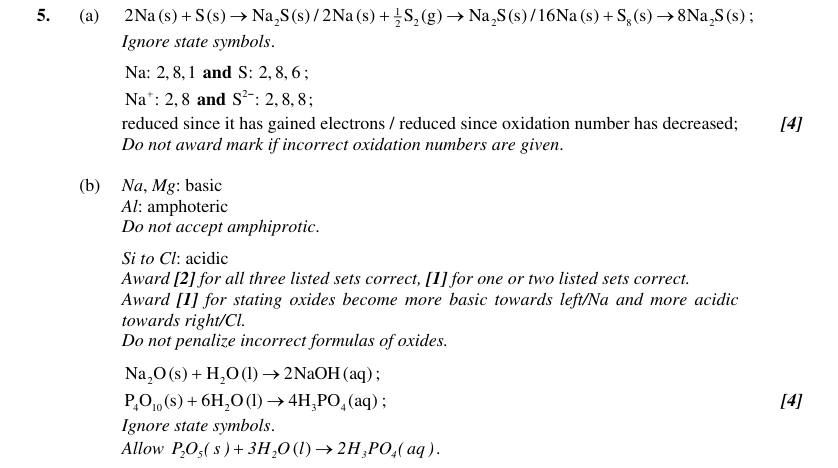 5. (a) 2Na(s) + S(s) → Na₂S(s) / 2Na(s) + ½S₂(g) → Na₂S(s) / 16Na(s) + S₈(s) → 8Na₂S(s) ;
Ignore state symbols.
Na: 2, 8, 1 and S: 2, 8, 6 ;
Na⁺: 2, 8 and S²⁻: 2, 8, 8 ;
reduced since it has gained electrons / reduced since oxidation number has decreased; [4]
Do not award mark if incorrect oxidation numbers are given.
(b) Na, Mg: basic
Al: amphoteric
Do not accept amphiprotic.
Si to Cl: acidic
Award [2] for all three listed sets correct, [1] for one or two listed sets correct.
Award [1] for stating oxides become more basic towards left/Na and more acidic
towards right/Cl.
Do not penalize incorrect formulas of oxides.
Na₂O(s) + H₂O(l) → 2NaOH(aq) ;
P₄O₁₀(s) + 6H₂O(l) → 4H₃PO₄(aq) ; [4]
Ignore state symbols.
Allow P₂O₅(s) + 3H₂O(l) → 2H₃PO₄(aq).